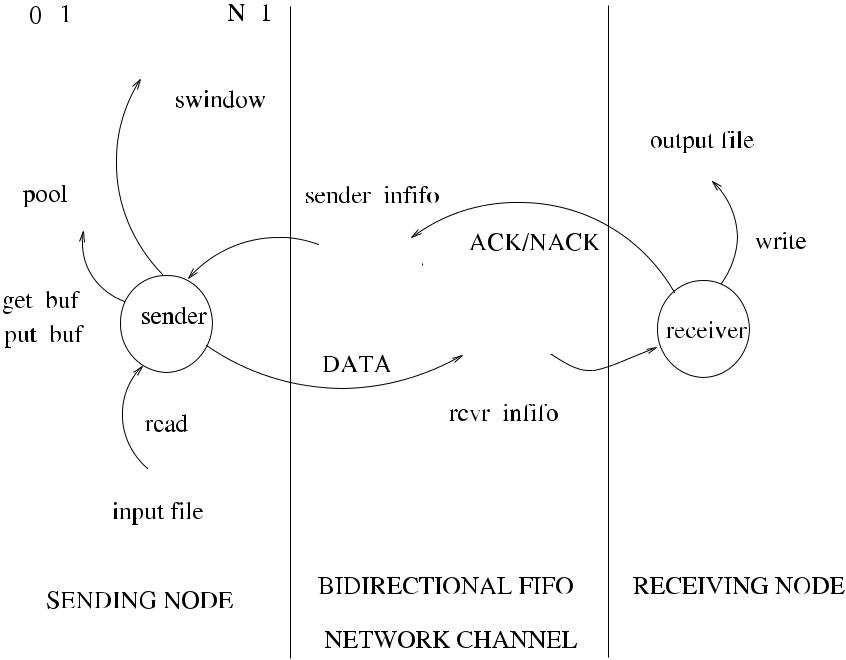 0 1 N 1
swindow
output file
pool
sender infifo
ACK/NACK
write
get buf
put buf
sender
receiver
DATA
rcvr infifo
read
input file
SENDING NODE
BIDIRECTIONAL FIFO
NETWORK CHANNEL
RECEIVING NODE